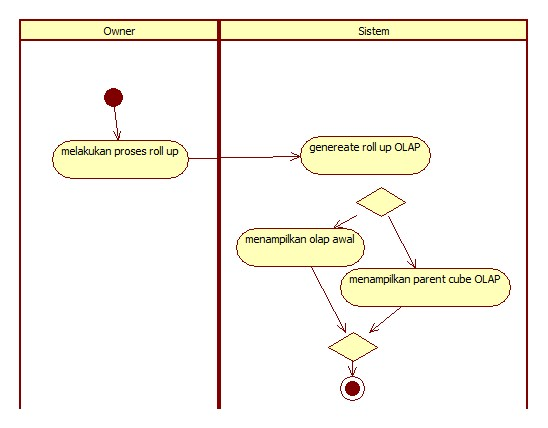 Owner
Sistem
melakukan proses roll up
genereate roll up OLAP
menampilkan olap awal
menampilkan parent cube OLAP